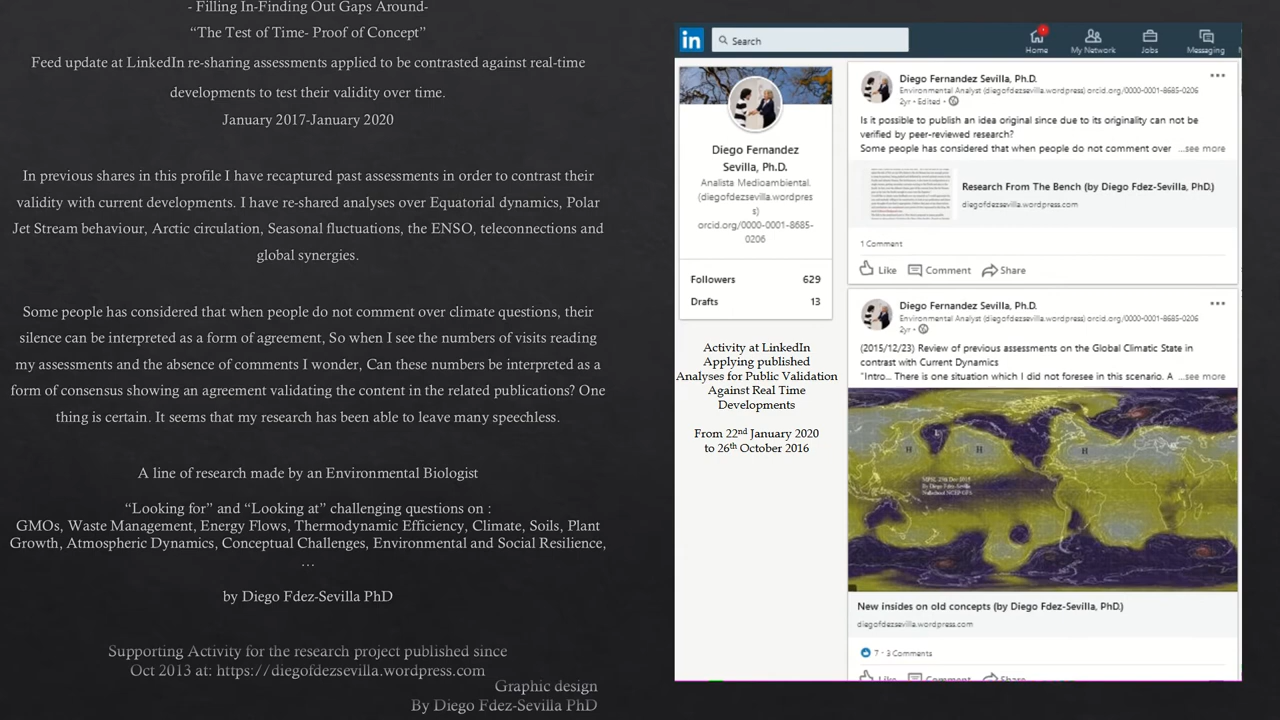 - Filling In-Finding Out Gaps Around-
“The Test of Time- Proof of Concept”
Feed update at LinkedIn re-sharing assessments applied to be contrasted against real-time
developments to test their validity over time.
January 2017-January 2020
In previous shares in this profile I have recaptured past assessments in order to contrast their
validity with current developments. I have re-shared analyses over Equatorial dynamics, Polar
Jet Stream behaviour, Arctic circulation, Seasonal fluctuations, the ENSO, teleconnections and
global synergies.
Some people has considered that when people do not comment over climate questions, their
silence can be interpreted as a form of agreement, So when I see the numbers of visits reading
my assessments and the absence of comments I wonder, Can these numbers be interpreted as a
form of consensus showing agreement validating the content in the related publications? One
thing is certain. It seems that my research has been able to leave many speechless.
A line of research made by an Environmental Biologist
“Looking for” and “Looking at” challenging questions on :
GMOs, Waste Management, Energy Flows, Thermodynamic Efficiency, Climate, Soils, Plant
Growth, Atmospheric Dynamics, Conceptual Challenges, Environmental and Social Resilience,
…
by Diego Fdez-Sevilla PhD
Supporting Activity for the research project published since
Oct 2013 at: https://diegofdezsevilla.wordpress.com
Graphic design
By Diego Fdez-Sevilla PhD
in
Search
Home
My Network
Jobs
Messaging
Diego Fernandez
Sevilla, Ph.D.
Analista Medioambiental.
(diegofdezsevilla.wordpres
s)
orcid.org/0000-0001-8685-
0206
Followers 629
Drafts 13
Activity at LinkedIn
Applying published
Analyses for Public Validation
Against Real Time
Developments
From 22nd January 2020
to 26th October 2016
Diego Fernandez Sevilla, Ph.D.
Environmental Analyst (diegofdezsevilla.wordpress) orcid.org/0000-0001-8685-0206
2yr • Edited •
Is it possible to publish an idea original since due to its originality can not be
verified by peer-reviewed research?
Some people has considered that when people do not comment over ...see more
Research From The Bench (by Diego Fdez-Sevilla, PhD.)
diegofdezsevilla.wordpress.com
1 Comment
Like Comment Share
Diego Fernandez Sevilla, Ph.D.
Environmental Analyst (diegofdezsevilla.wordpress) orcid.org/0000-0001-8685-0206
2yr •
(2015/12/23) Review of previous assessments on the Global Climatic State in
contrast with Current Dynamics
"Intro... There is one situation which I did not foresee in this scenario. A ...see more
H L H H
By Diego Fdez-Sevilla
New insides on old concepts (by Diego Fdez-Sevilla, PhD.)
diegofdezsevilla.wordpress.com
7 • 3 Comments
Like Comment Share